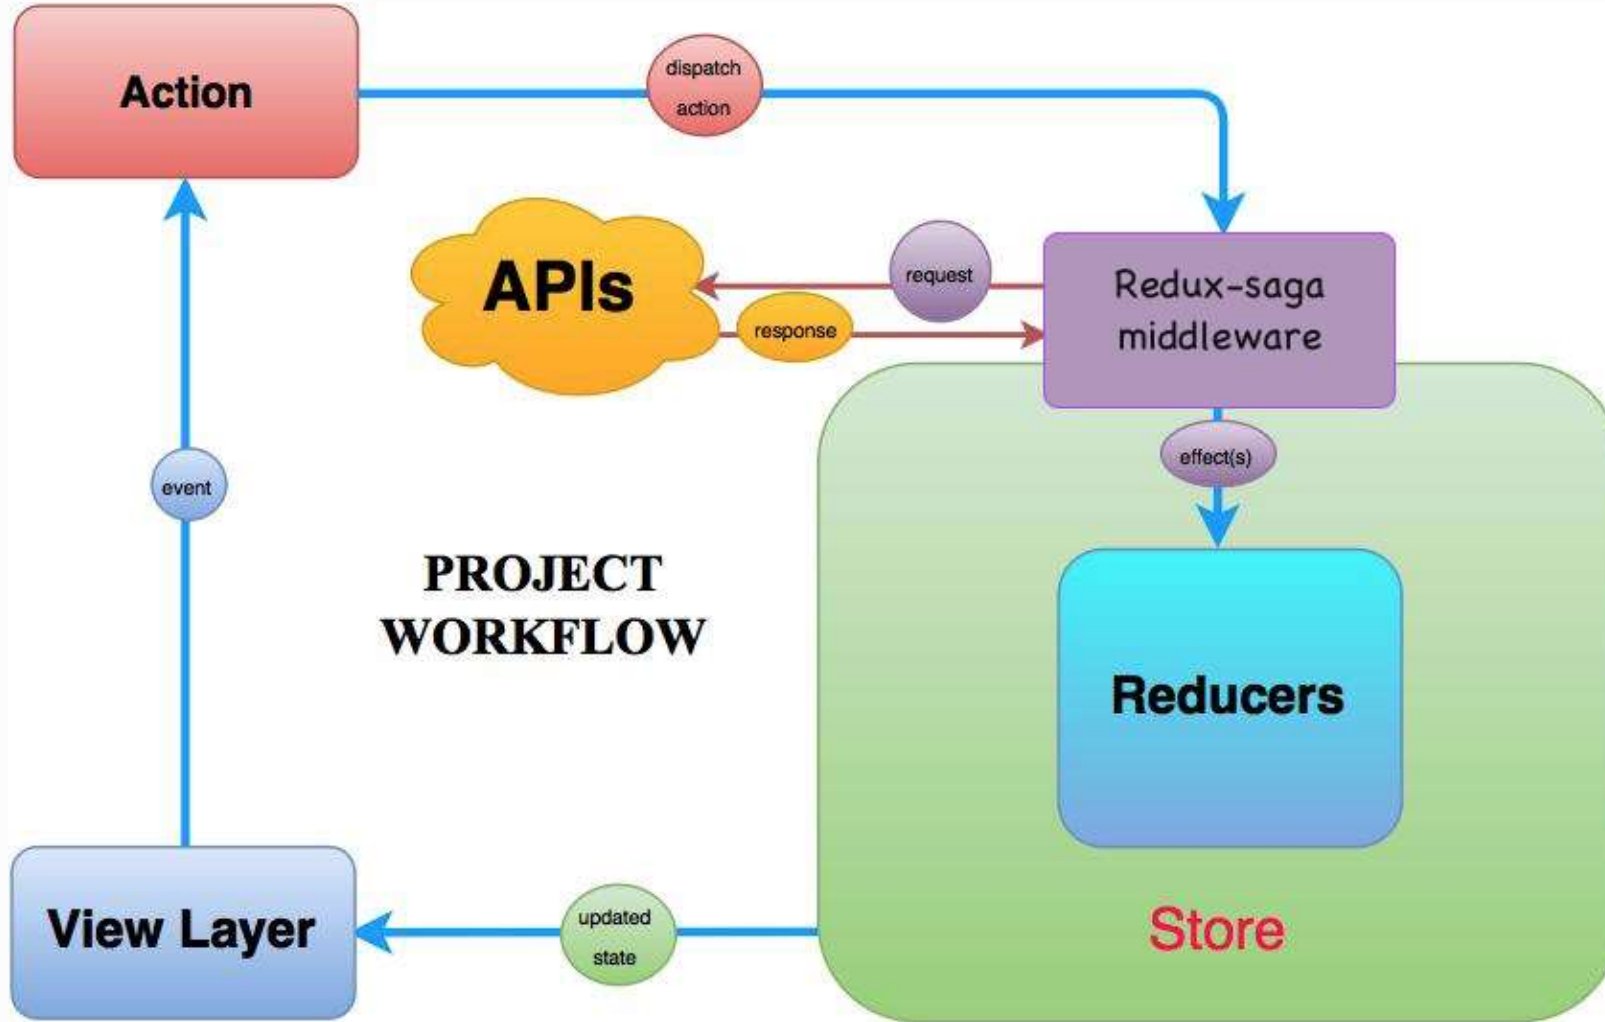 Action
dispatch
action
APIs
request
response
Redux-saga
middleware
effect(s)
event
PROJECT
WORKFLOW
Reducers
View Layer
updated
state
Store